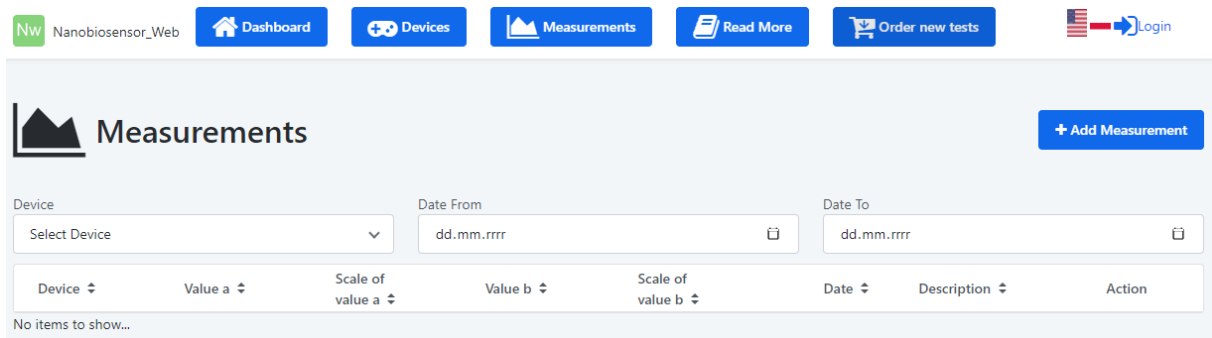 Nw Nanobiosensor_Web Dashboard Devices Measurements Read More Order new tests Login
Measurements
+ Add Measurement
Device Date From Date To
Select Device dd.mm.rrrr dd.mm.rrrr
Device Value a Scale of value a Value b Scale of value b Date Description Action
No items to show...